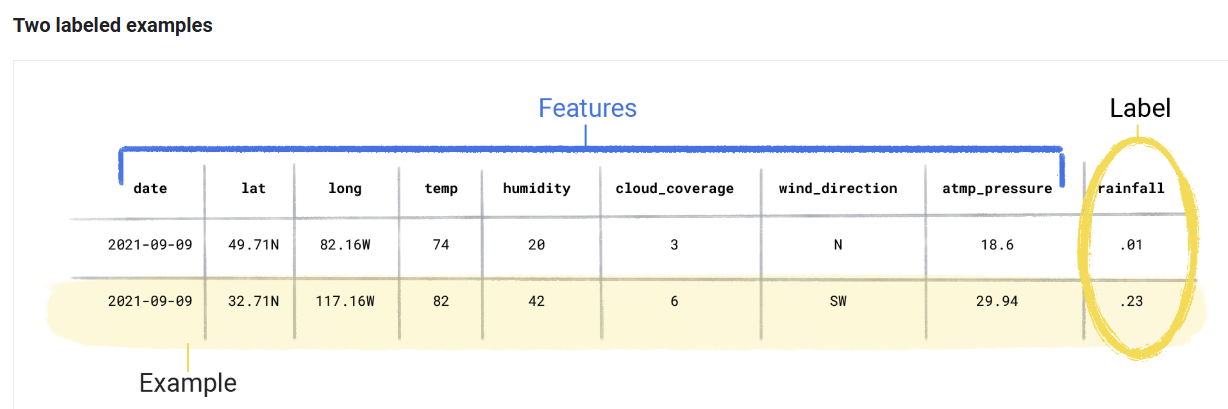 Two labeled examples
Features Label
date lat long temp humidity cloud_coverage wind_direction atmp_pressure rainfall
2021-09-09 49.71N 82.16W 74 20 3 N 18.6 .01
2021-09-09 32.71N 117.16W 82 42 6 SW 29.94 .23
Example